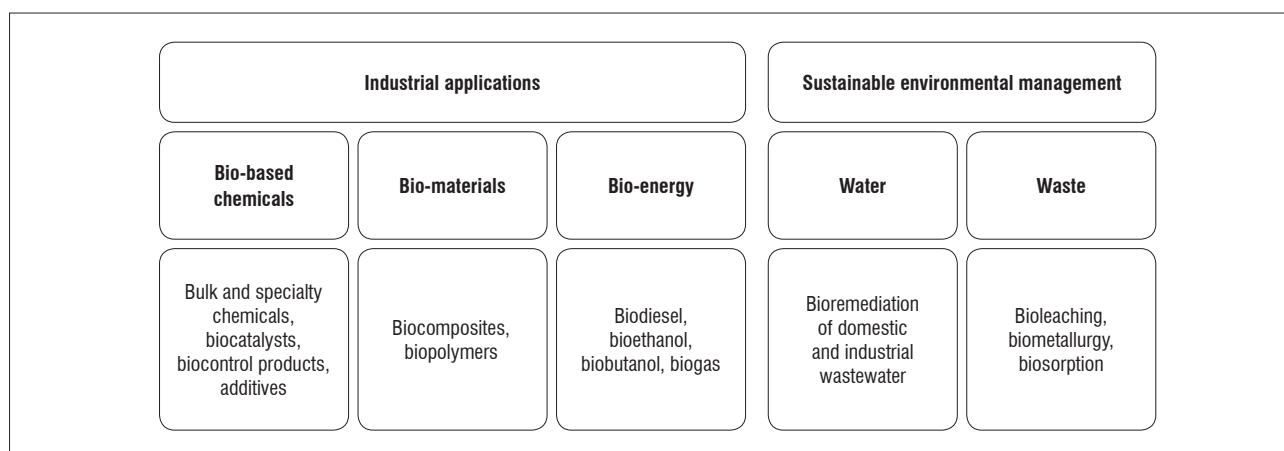 Industrial applications
Sustainable environmental management
Bio-based
chemicals
Bio-materials
Bio-energy
Water
Waste
Bulk and specialty
chemicals,
biocatalysts,
biocontrol products,
additives
Biocomposites,
biopolymers
Biodiesel,
bioethanol,
biobutanol, biogas
Bioremediation
of domestic
and industrial
wastewater
Bioleaching,
biometallurgy,
biosorption